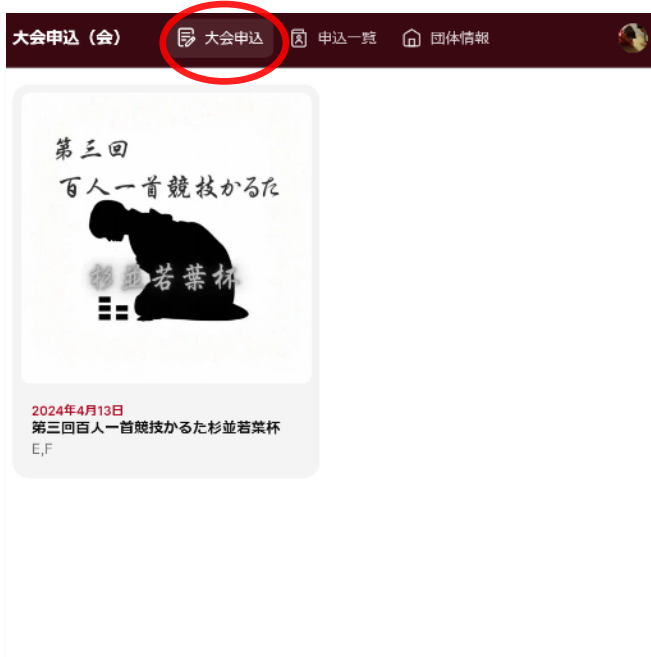 大会申込（会）
大会申込
申込一覧
団体情報
第三回
百人一首競技かるた
杉並若葉杯
2024年4月13日
第三回百人一首競技かるた杉並若葉杯
E,F